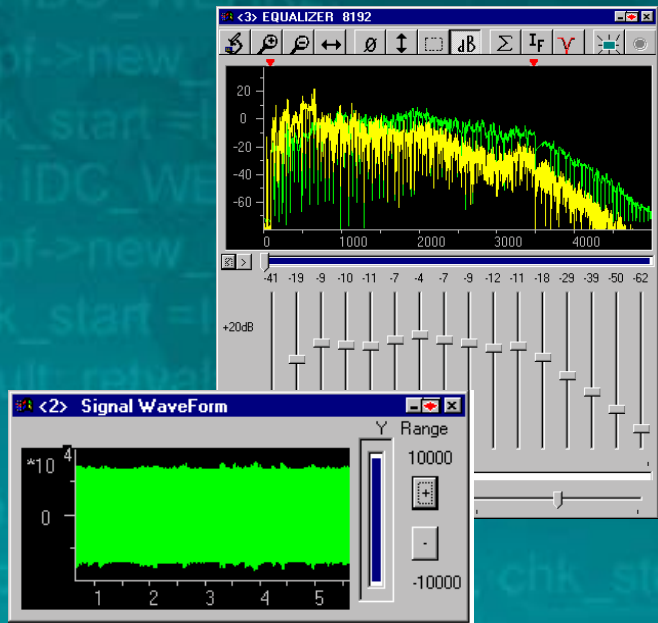 <3> EQUALIZER 8192
ø dB Σ IF
20
0
-20
-40
-60
0 1000 2000 3000 4000
>
-41 -19 -9 -10 -11 -7 -4 -7 -9 -12 -11 -18 -29 -39 -50 -62
+20dB
<2> Signal WaveForm
Y Range
*10 4
10000
+
0
-
-10000
1 2 3 4 5
pf->new_
k_start =
IDC_WE
pf->new_
k_start =
chk_st